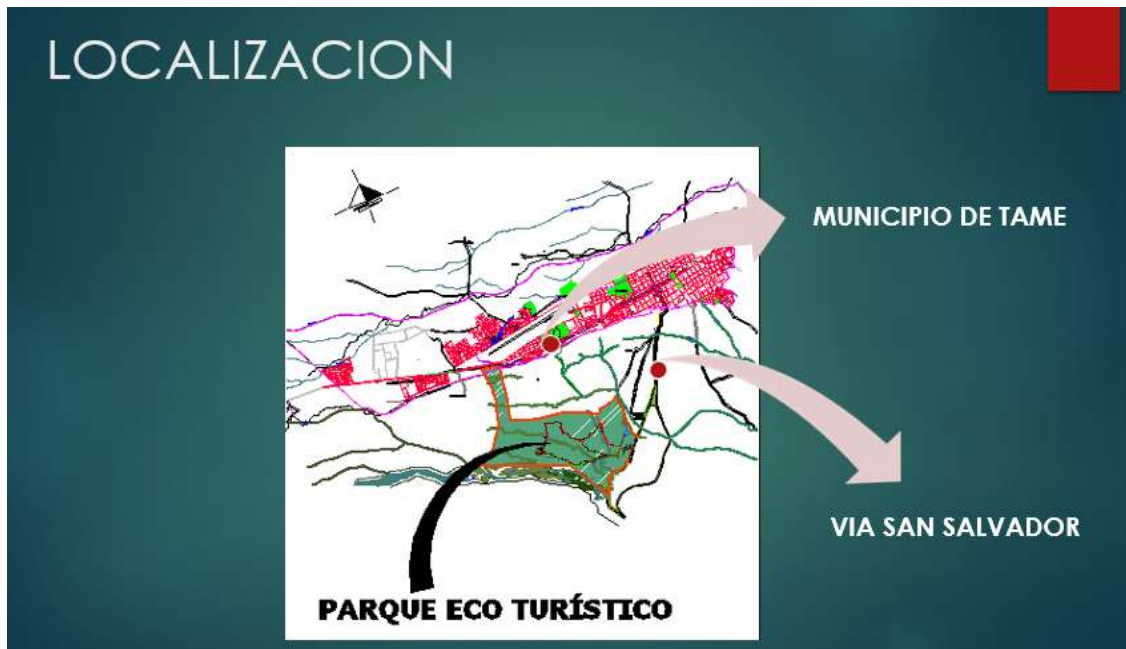 LOCALIZACION
MUNICIPIO DE TAME
VIA SAN SALVADOR
PARQUE ECO TURÍSTICO